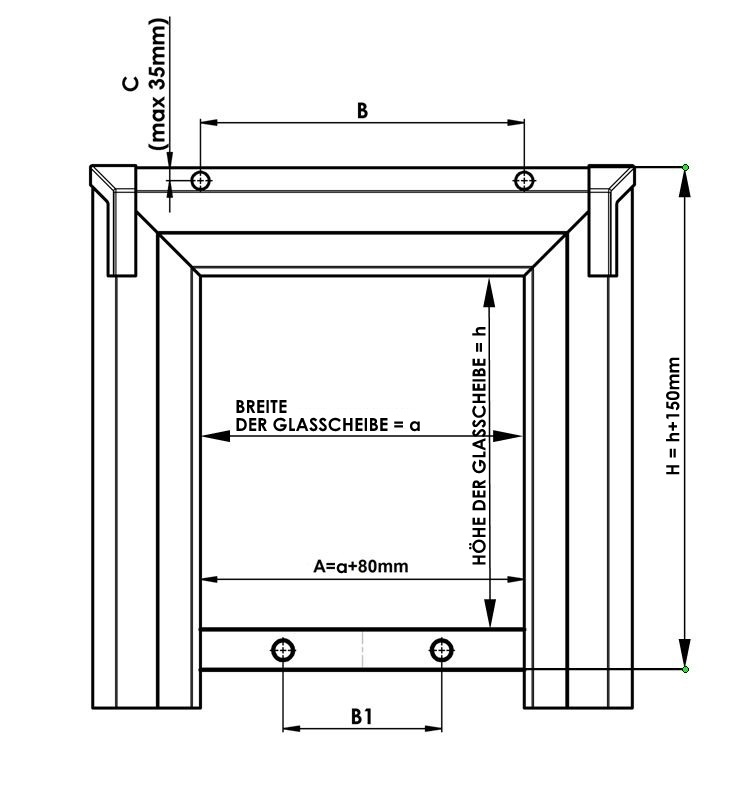 C
(max 35mm)
B
BREITE
DER GLASSCHEIBE = a
HÖHE DER GLASSCHEIBE = h
H = h+150mm
A=a+80mm
B1